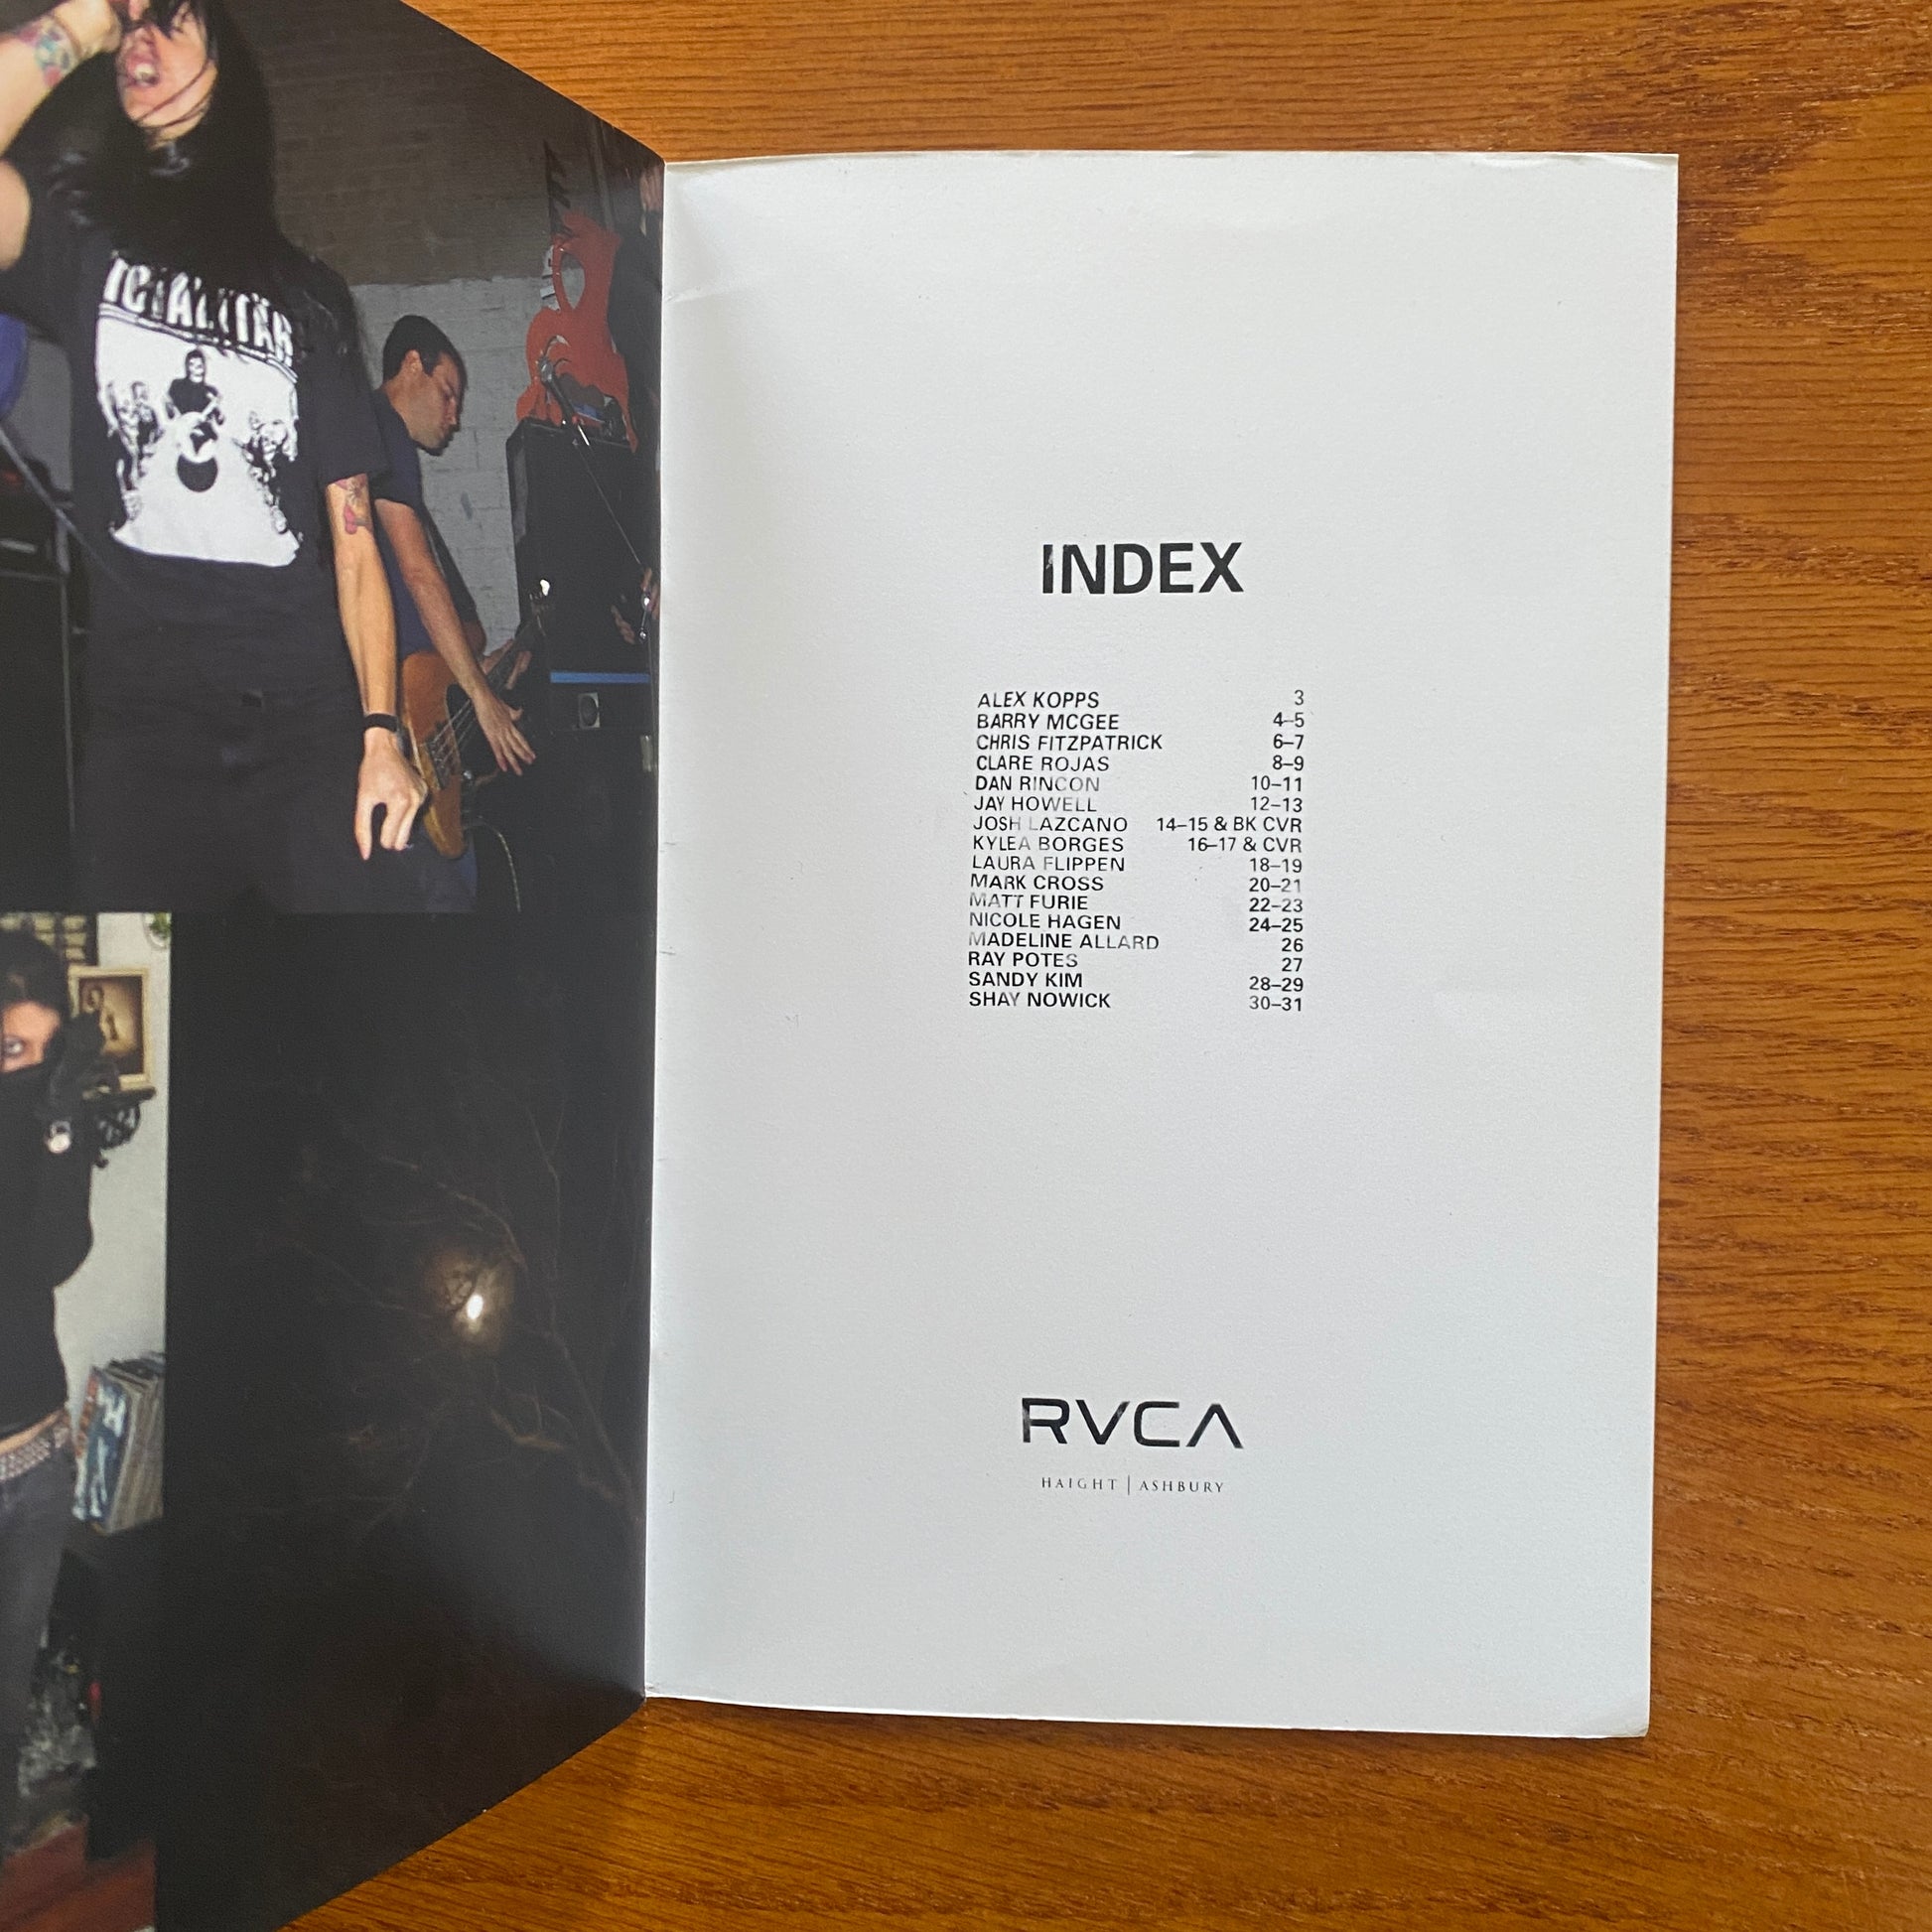 INDEX
ALEX KOPPS 3
BARRY MCGEE 4–5
CHRIS FITZPATRICK 6–7
CLARE ROJAS 8–9
DAN RINCON 10–11
JAY HOWELL 12–13
JOSH LAZCANO 14–15 & BK CVR
KYLEA BORGES 16–17 & CVR
LAURA FLIPPEN 18–19
MARK CROSS 20–21
MATT FURIE 22–23
NICOLE HAGEN 24–25
MADELINE ALLARD 26
RAY POTES 27
SANDY KIM 28–29
SHAY NOWICK 30–31
RVCA
HAIGHT | ASHBURY